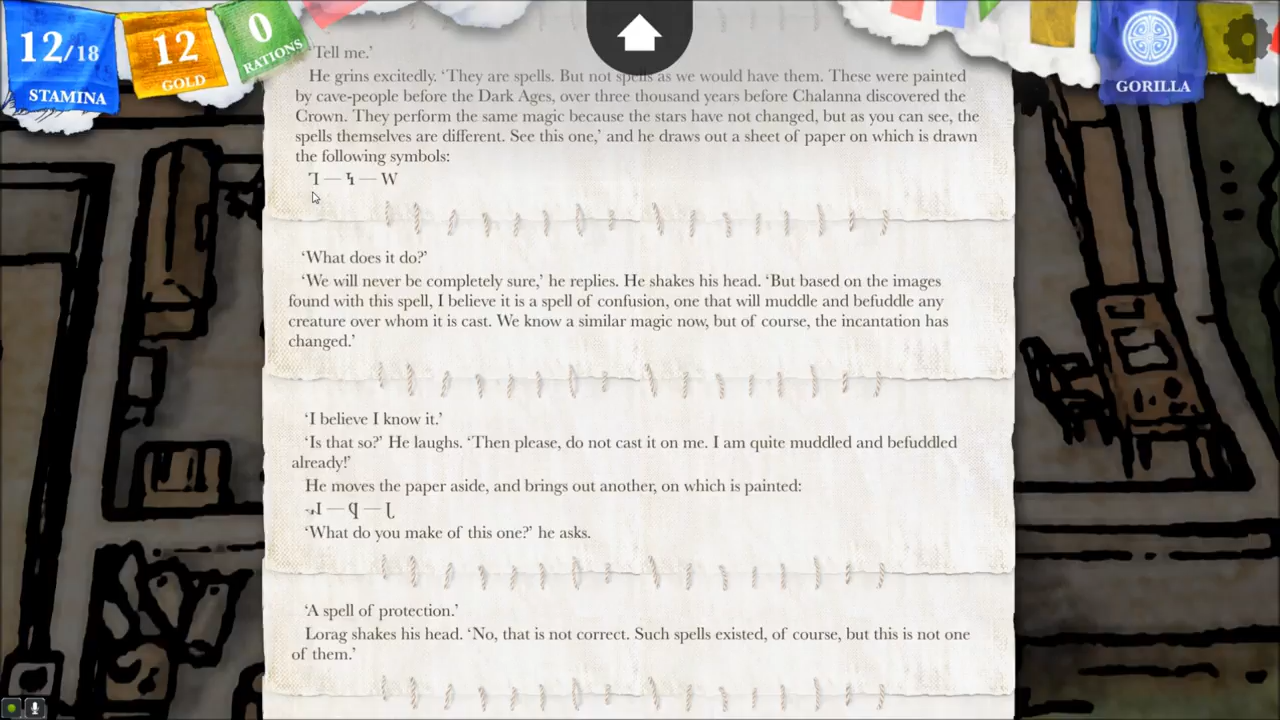 12/18
STAMINA
12
GOLD
0
RATIONS
GORILLA
‘Tell me.’
He grins excitedly. ‘They are spells. But not spells as we would have them. These were painted
by cave-people before the Dark Ages, over three thousand years before Chalanna discovered the
Crown. They perform the same magic because the stars have not changed, but as you can see, the
spells themselves are different. See this one,’ and he draws out a sheet of paper on which is drawn
the following symbols:
‘What does it do?’
‘We will never be completely sure,’ he replies. He shakes his head. ‘But based on the images
found with this spell, I believe it is a spell of confusion, one that will muddle and befuddle any
creature over whom it is cast. We know a similar magic now, but of course, the incantation has
changed.’
‘I believe I know it.’
‘Is that so?’ He laughs. ‘Then please, do not cast it on me. I am quite muddled and befuddled
already!’
He moves the paper aside, and brings out another, on which is painted:
‘What do you make of this one?’ he asks.
‘A spell of protection.’
Lorag shakes his head. ‘No, that is not correct. Such spells existed, of course, but this is not one
of them.’